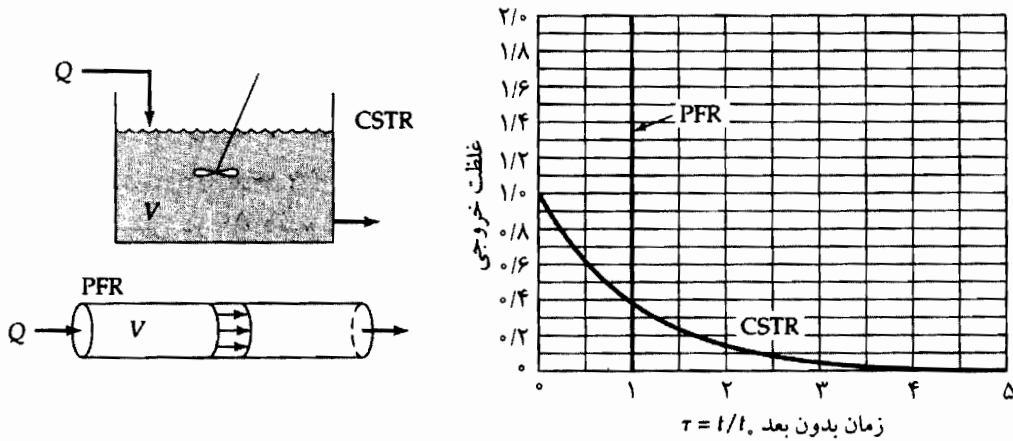 Q
CSTR
V
PFR
Q
V
غلظت خروجی
۲/۰
۱/۸
۱/۶
۱/۴
۱/۲
۱/۰
۰/۸
۰/۶
۰/۴
۰/۲
۰
PFR
CSTR
۰ ۱ ۲ ۳ ۴ ۵
زمان بدون بعد τ = t/t₀